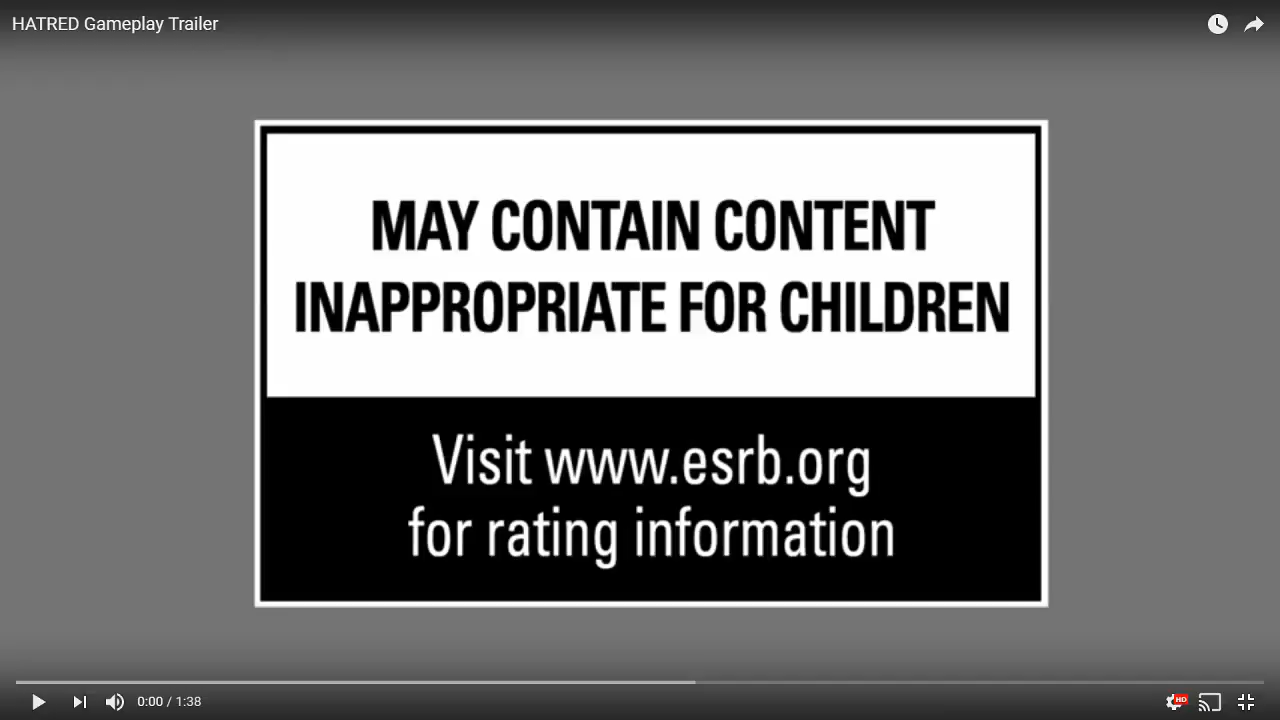 HATRED Gameplay Trailer
MAY CONTAIN CONTENT
INAPPROPRIATE FOR CHILDREN
Visit www.esrb.org
for rating information
0:00 / 1:38
HD